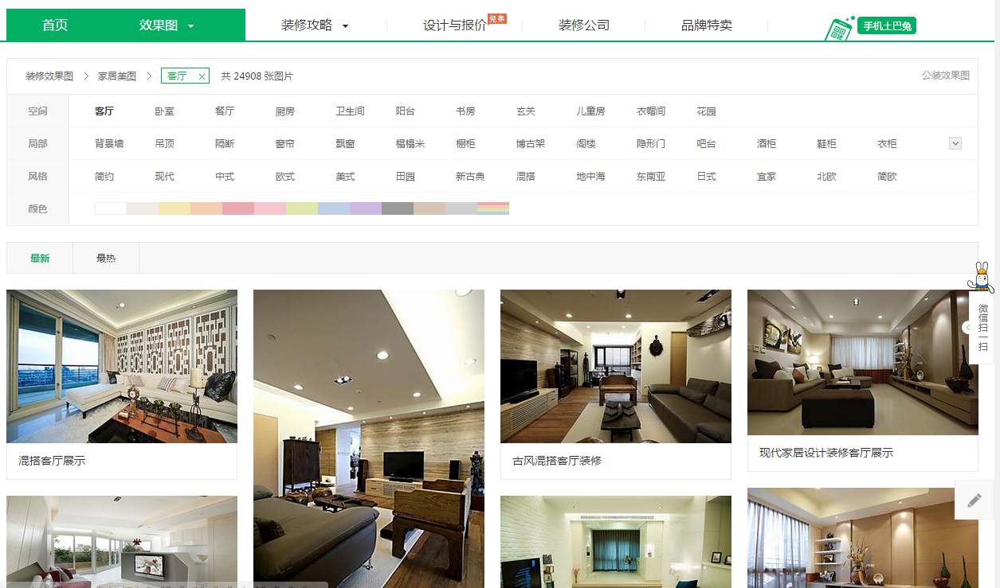 首页 效果图 装修攻略 设计与报价 免费 装修公司 品牌特卖 手机土巴兔
装修效果图 > 家居美图 > 客厅 × 共 24908 张图片 公装效果图
空间 客厅 卧室 餐厅 厨房 卫生间 阳台 书房 玄关 儿童房 衣帽间 花园
局部 背景墙 吊顶 隔断 窗帘 飘窗 榻榻米 橱柜 博古架 阁楼 隐形门 吧台 酒柜 鞋柜 衣柜
风格 简约 现代 中式 欧式 美式 田园 新古典 混搭 地中海 东南亚 日式 宜家 北欧 简欧
颜色
最新 最热
微信扫一扫
混搭客厅展示
古风混搭客厅装修
现代家居设计装修客厅展示